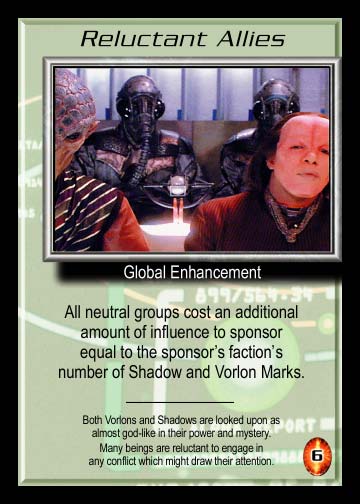 Reluctant Allies
Global Enhancement
All neutral groups cost an additional
amount of influence to sponsor
equal to the sponsor's faction's
number of Shadow and Vorlon Marks.
Both Vorlons and Shadows are looked upon as
almost god-like in their power and mystery.
Many beings are reluctant to engage in
any conflict which might draw their attention.
6